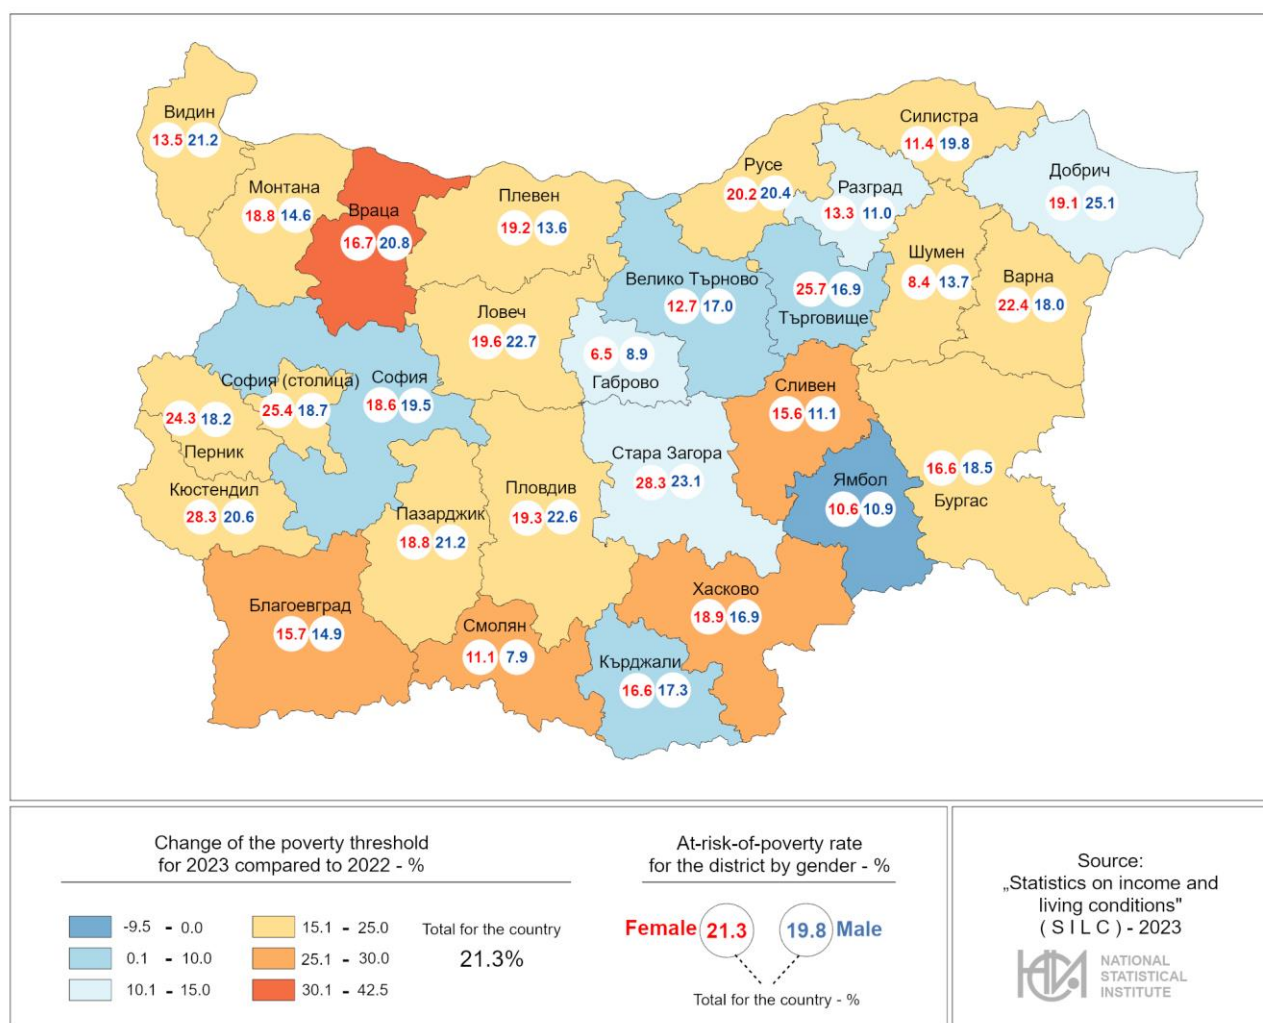 Видин
13.5 21.2
Монтана
18.8 14.6
Враца
16.7 20.8
Плевен
19.2 13.6
Ловеч
19.6 22.7
Русе
20.2 20.4
Силистра
11.4 19.8
Разград
13.3 11.0
Добрич
19.1 25.1
Шумен
8.4 13.7
Варна
22.4 18.0
Велико Търново
12.7 17.0
25.7 16.9
Търговище
6.5 8.9
Габрово
София (столица)
25.4 18.7
София
18.6 19.5
24.3 18.2
Перник
Кюстендил
28.3 20.6
Пазарджик
18.8 21.2
Пловдив
19.3 22.6
Стара Загора
28.3 23.1
Сливен
15.6 11.1
Ямбол
10.6 10.9
16.6 18.5
Бургас
Благоевград
15.7 14.9
Смолян
11.1 7.9
Хасково
18.9 16.9
Кърджали
16.6 17.3
Change of the poverty threshold
for 2023 compared to 2022 - %
-9.5 - 0.0
0.1 - 10.0
10.1 - 15.0
15.1 - 25.0
25.1 - 30.0
30.1 - 42.5
Total for the country
21.3%
At-risk-of-poverty rate
for the district by gender - %
Female 21.3 19.8 Male
Total for the country - %
Source:
„Statistics on income and
living conditions"
( S I L C ) - 2023
НСИ
NATIONAL
STATISTICAL
INSTITUTE